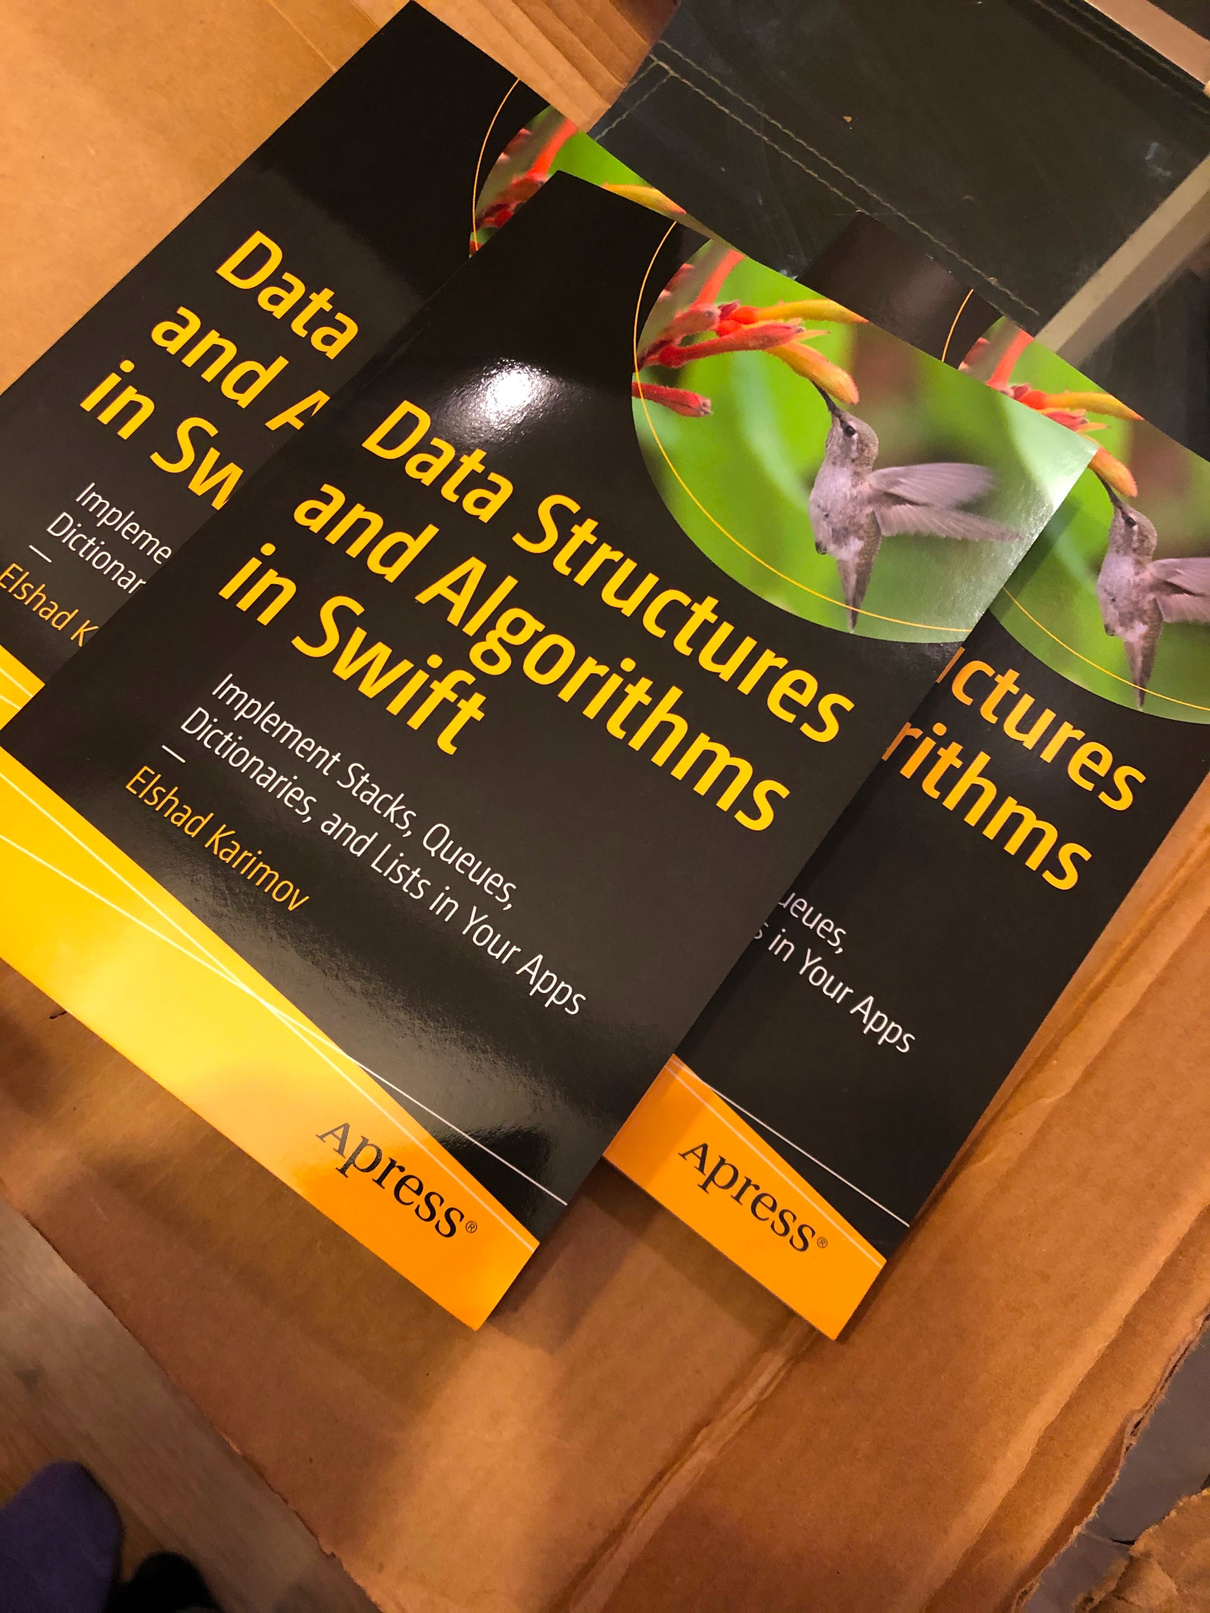 Data
and A
in Sw
Impleme
Dictionar
—
Elshad K
Data Structures
and Algorithms
in Swift
Implement Stacks, Queues,
Dictionaries, and Lists in Your Apps
—
Elshad Karimov
Apress®
ctures
rithms
ueues,
s in Your Apps
Apress®